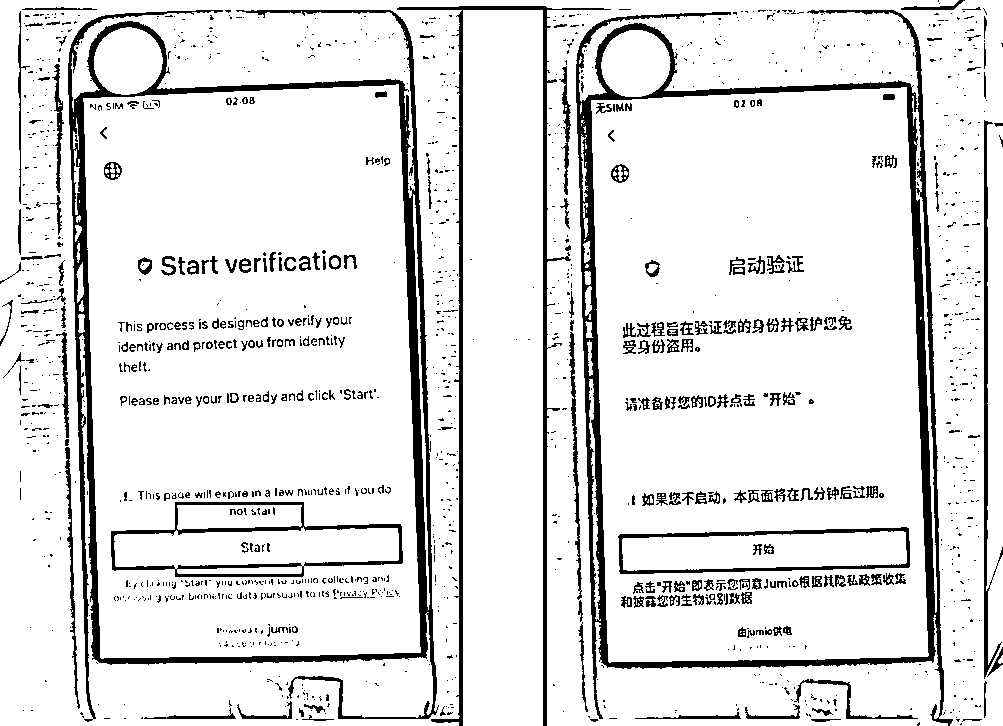 No SIM
02:08
Help
Start verification
This process is designed to verify your
identity and protect you from identity
theft.
Please have your ID ready and click 'Start'.
This page will expire in a few minutes if you do
not start
Start
By clicking "Start" you consent to Jumio collecting and
your biometric data pursuant to its Privacy Policy
Powered by jumio
无SIMN
02:08
帮助
启动验证
此过程旨在验证您的身份并保护您免
受身份盗用。
请准备好您的ID并点击“开始”。
如果您不启动，本页面将在几分钟后过期。
开始
点击"开始"即表示您同意Jumio根据其隐私政策收集
和披露您的生物识别数据
由jumio供电